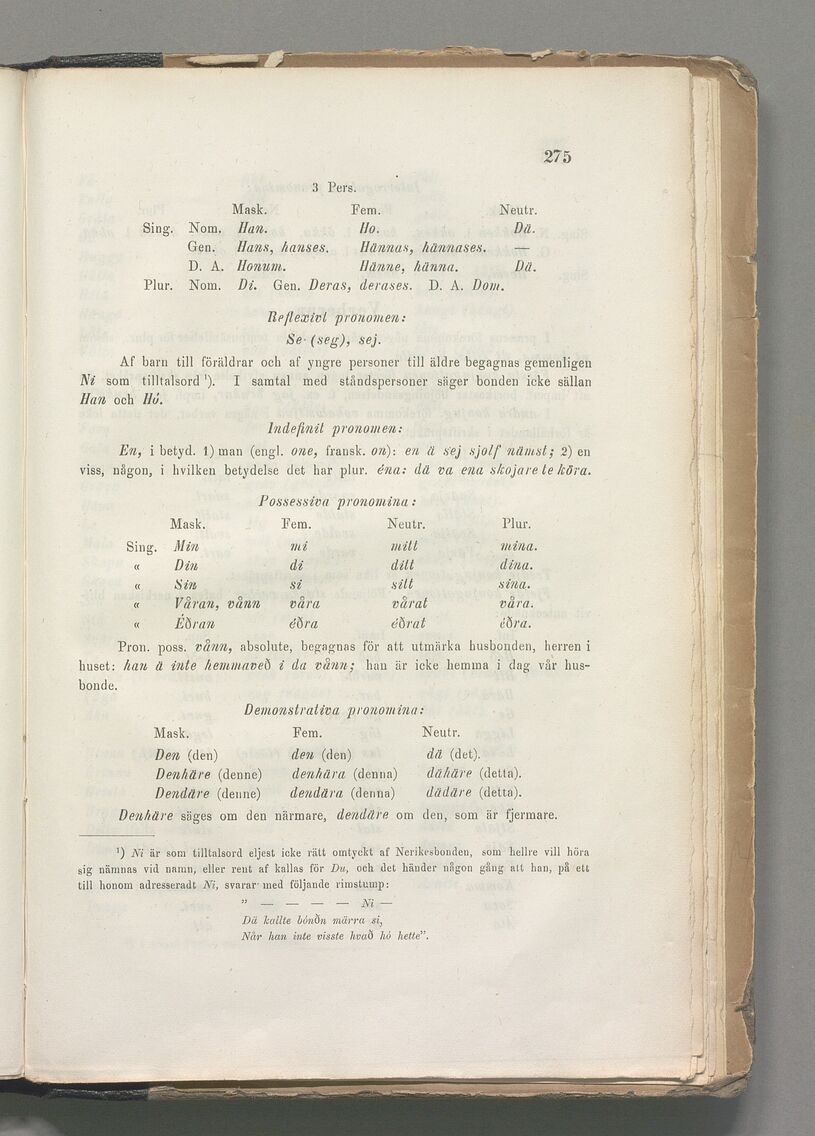 275
3 Pers.
Mask. Fem. Neutr.
Sing. Nom. Han. Ho. Dä.
Gen. Hans, hanses. Hännas, hännases. —
D. A. Honum. Hänne, hänna. Dä.
Plur. Nom. Di. Gen. Deras, derases. D. A. Dom.
Reflexivt pronomen:
Se (seg), sej.
Af barn till föräldrar och af yngre personer till äldre begagnas gemenligen
Ni som tilltalsord ¹). I samtal med ståndspersoner säger bonden icke sällan
Han och Hó.
Indefinit pronomen:
En, i betyd. 1) man (engl. one, fransk. on): en ä sej sjolf nämst; 2) en
viss, någon, i hvilken betydelse det har plur. éna: dä va ena skojare te köra.
Possessiva pronomina:
Mask. Fem. Neutr. Plur.
Sing. Min mi mitt mina.
« Din di ditt dina.
« Sin si sitt sina.
« Våran, vånn våra vårat våra.
« Éðran éðra éðrat éðra.
Pron. poss. vånn, absolute, begagnas för att utmärka husbonden, herren i
huset: han ä inte hemmaveð i da vånn; han är icke hemma i dag vår hus-
bonde.
Demonstrativa pronomina:
Mask. Fem. Neutr.
Den (den) den (den) dä (det).
Denhäre (denne) denhära (denna) dähäre (detta).
Dendäre (denne) dendära (denna) dädäre (detta).
Denhäre säges om den närmare, dendäre om den, som är fjermare.
¹) Ni är som tilltalsord eljest icke rätt omtyckt af Nerikesbonden, som hellre vill höra
sig nämnas vid namn, eller rent af kallas för Du, och det händer någon gång att han, på ett
till honom adresseradt Ni, svarar med följande rimstump:
" — — — — Ni —
Dä kallte bónðn märra si,
När han inte visste hvað hó hette".